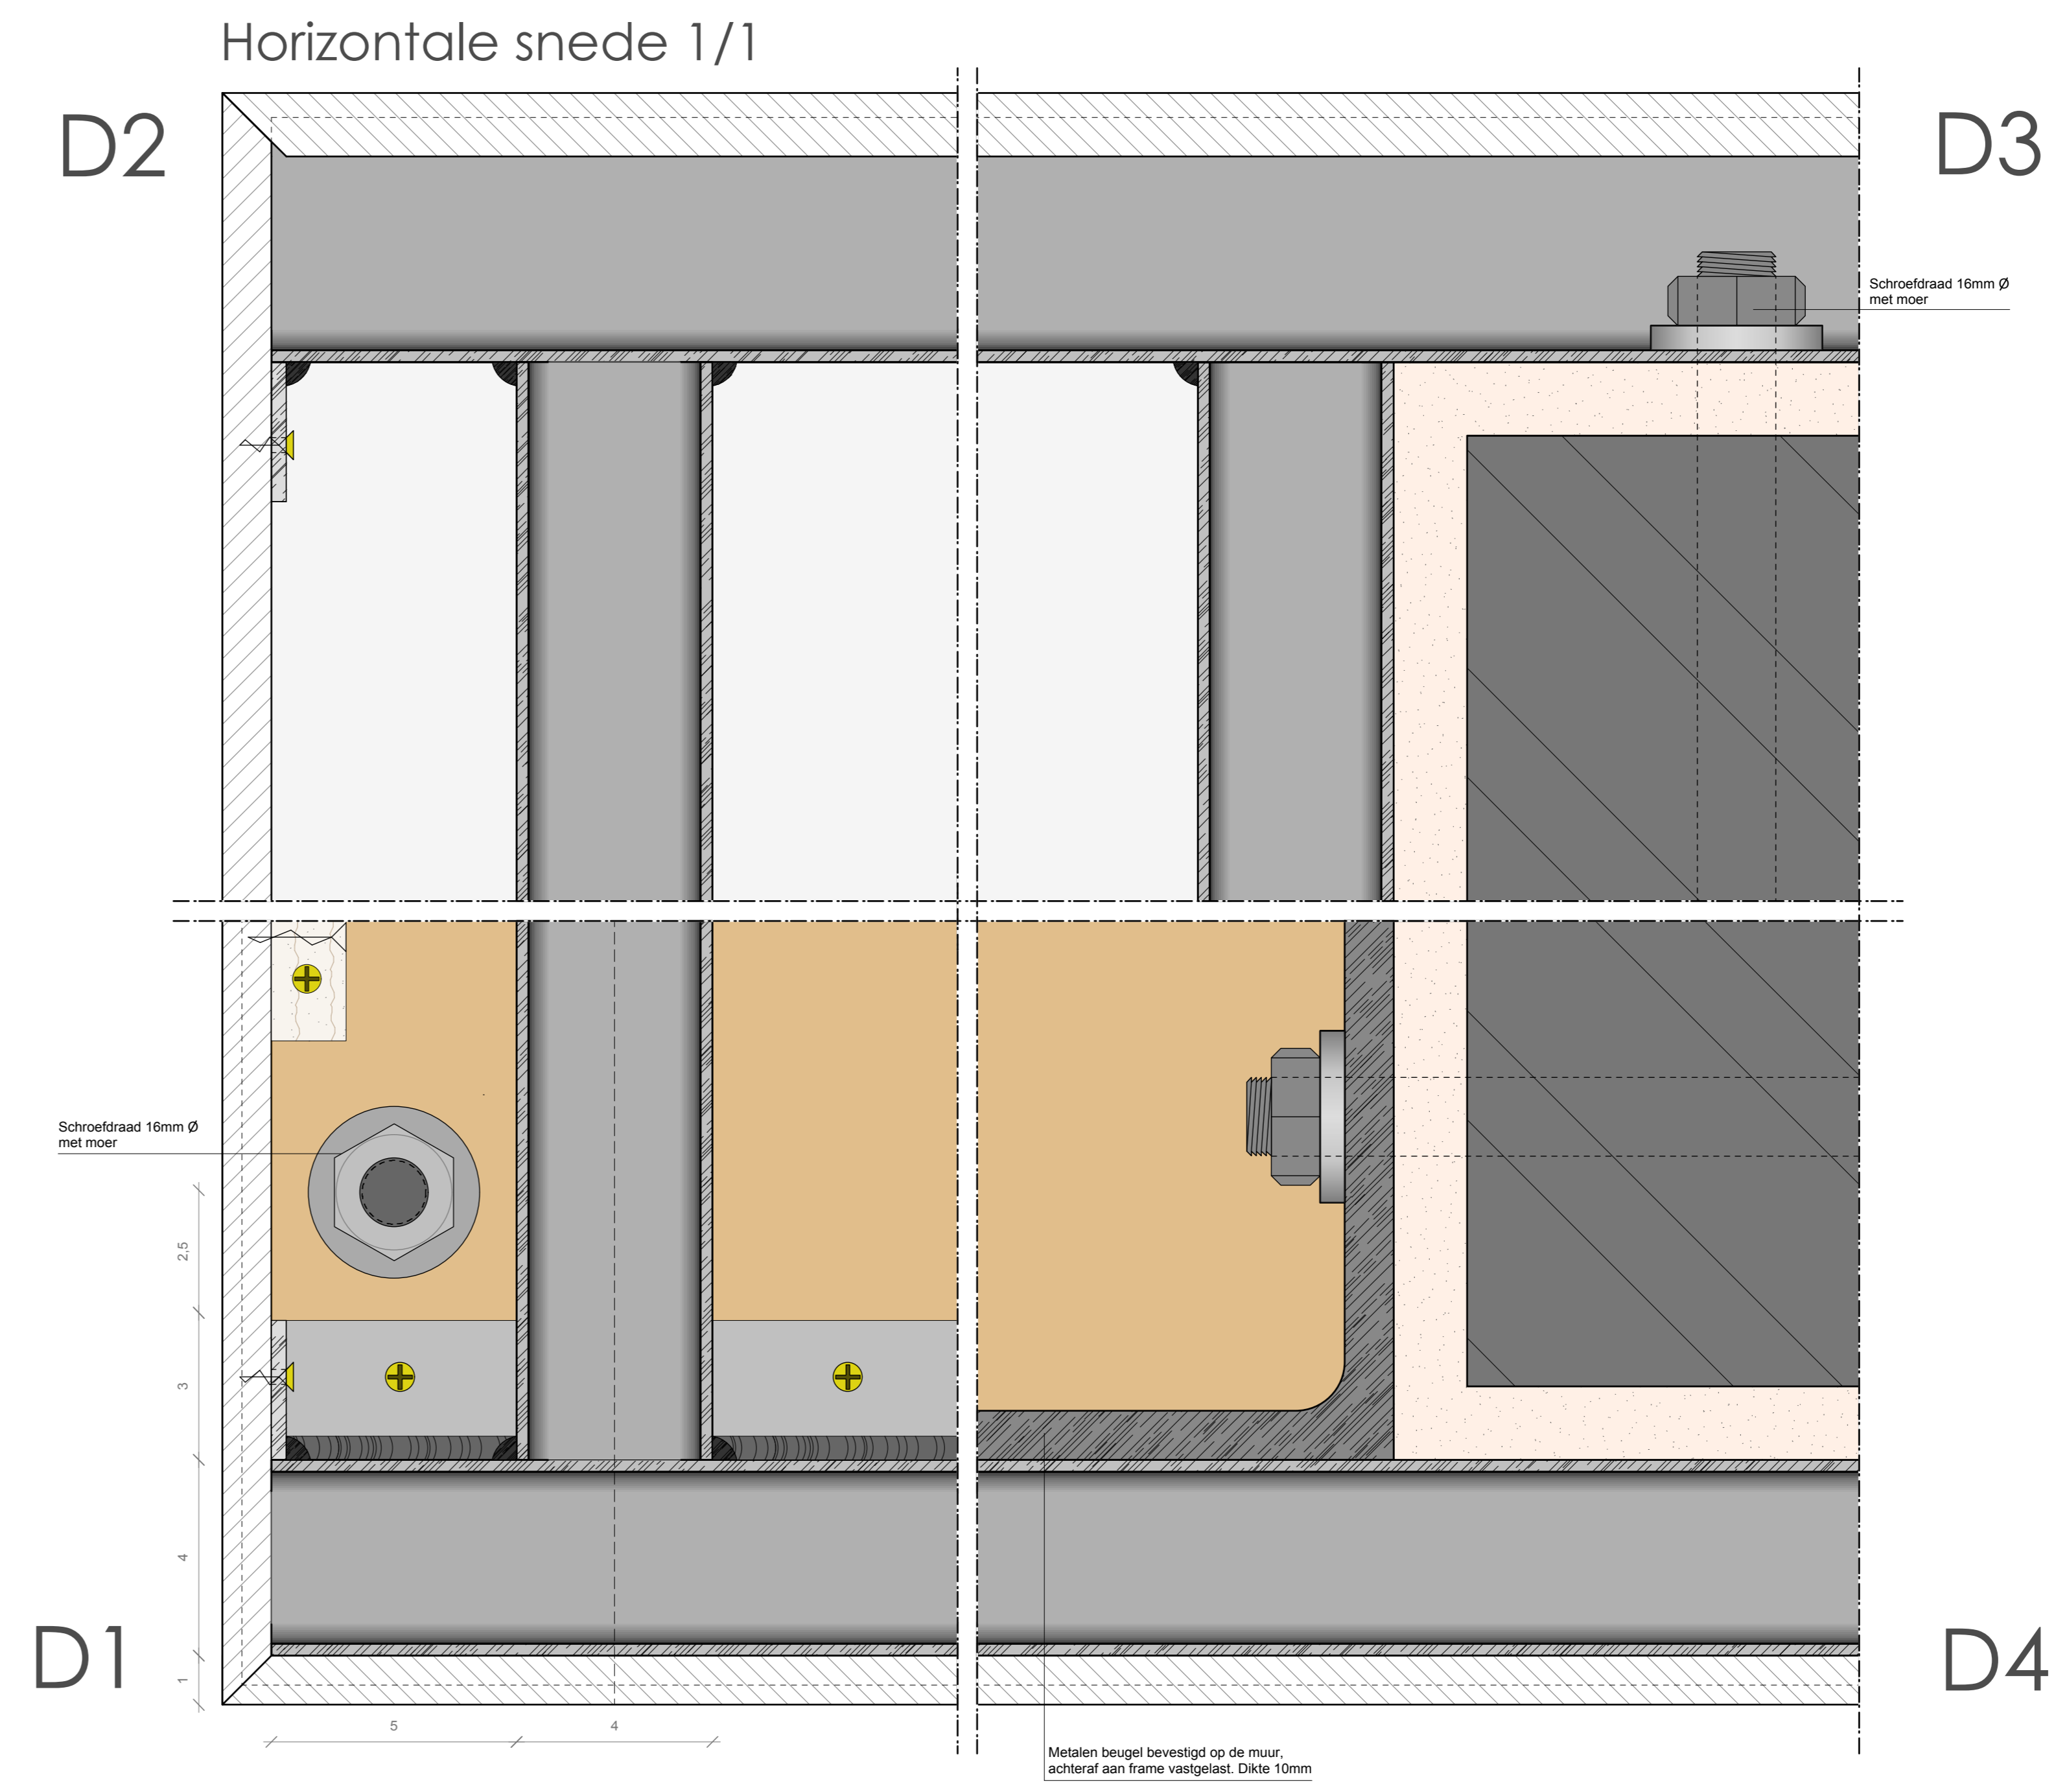 Horizontale snede 1/1
D2
D3
Schroefdraad 16mm Ø
met moer
Schroefdraad 16mm Ø
met moer
2,5
3
4
1
D1
D4
5
4
Metalen beugel bevestigd op de muur,
achteraf aan frame vastgelast. Dikte 10mm